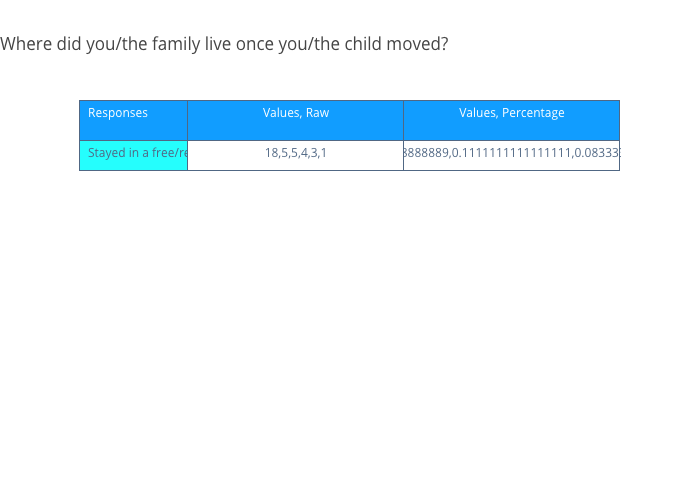 Where did you/the family live once you/the child moved?
Responses Values, Raw Values, Percentage
Stayed in a free/re 18,5,5,4,3,1 8888889,0.1111111111111111,0.08333